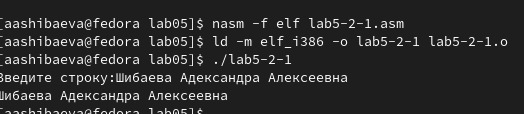 [aashibaeva@fedora lab05]$ nasm -f elf lab5-2-1.asm
[aashibaeva@fedora lab05]$ ld -m elf_i386 -o lab5-2-1 lab5-2-1.o
[aashibaeva@fedora lab05]$ ./lab5-2-1
Введите строку:Шибаева Адександра Алексеевна
Шибаева Адександра Алексеевна
[aashibaeva@fedora lab05]$